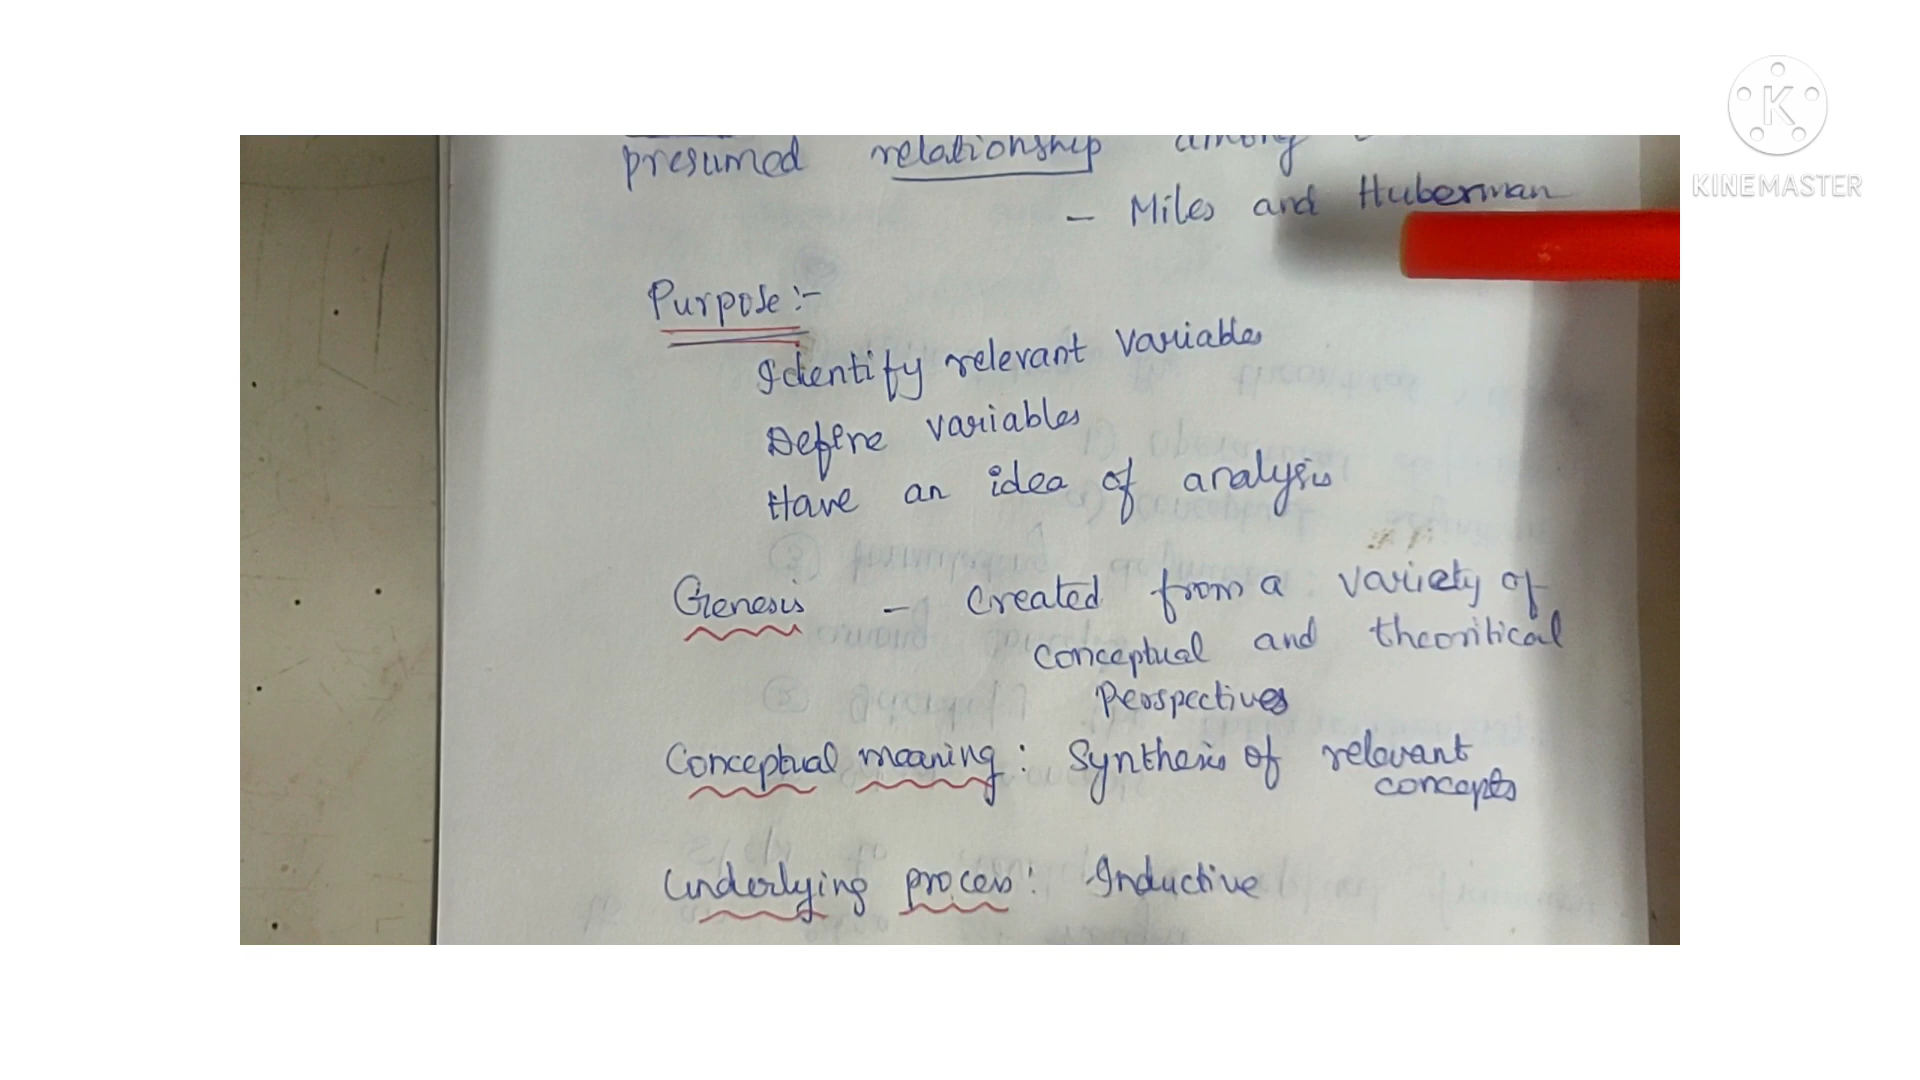 presumed relationship among
– Miles and Huberman
Purpose :-
Identify relevant variables
Define variables
Have an idea of analysis
Genesis – Created from a variety of
conceptual and theoritical
Perspectives
Conceptual meaning : Synthesis of relevant
concepts
Underlying process : Inductive
K
KINEMASTER